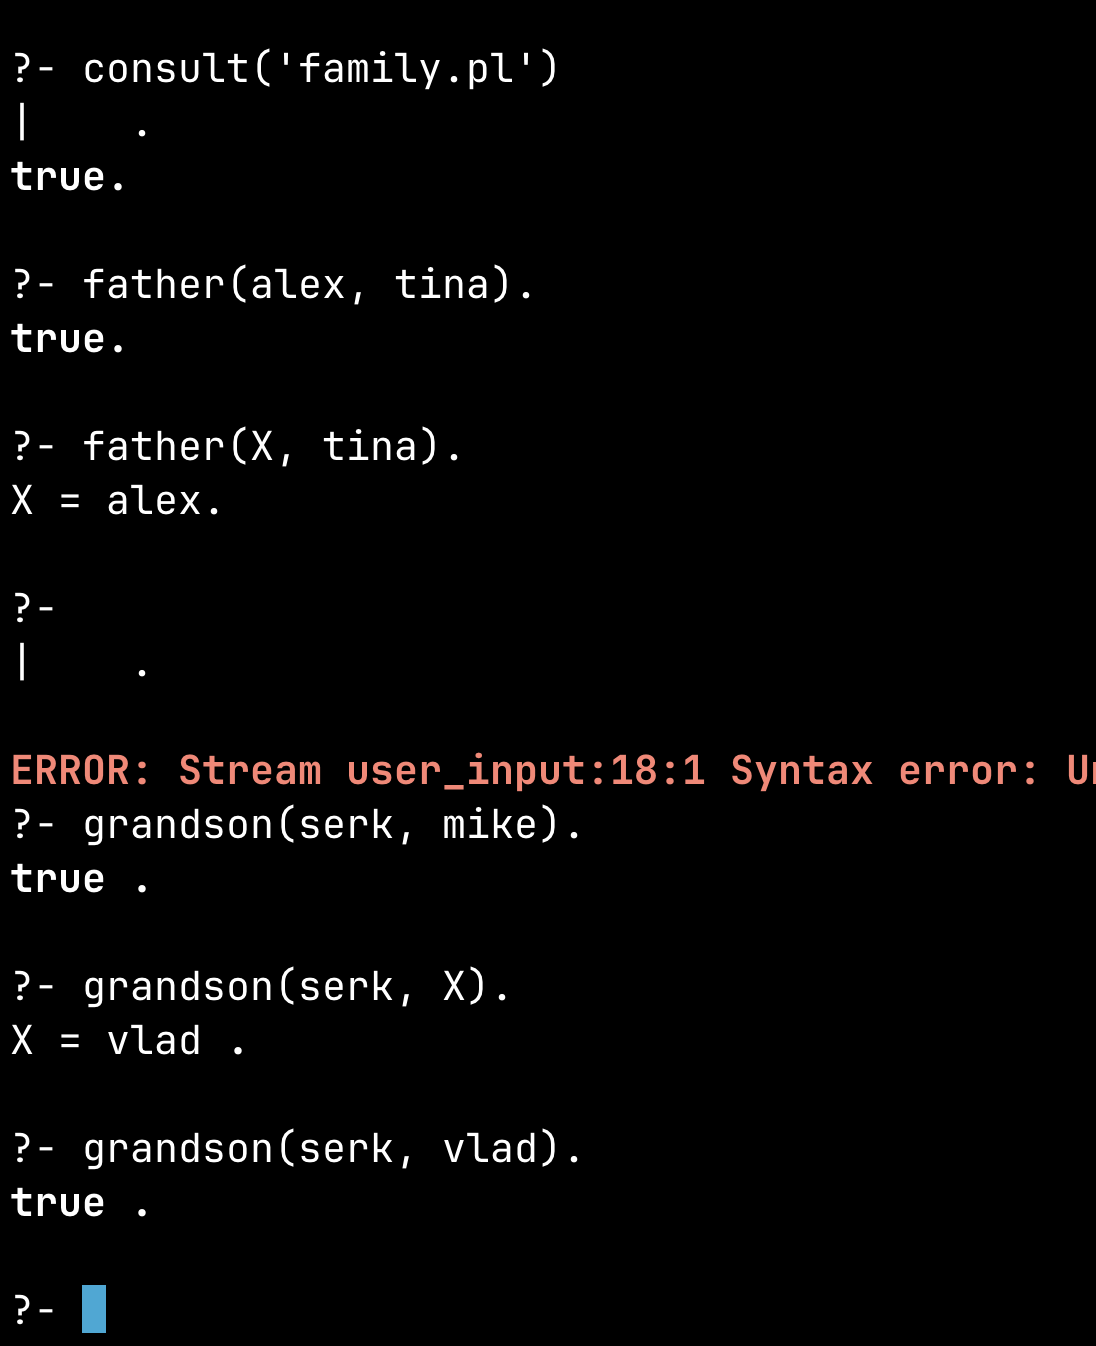 ?- consult('family.pl')
|    .
true.
?- father(alex, tina).
true.
?- father(X, tina).
X = alex.
?-
|    .
ERROR: Stream user_input:18:1 Syntax error:
?- grandson(serk, mike).
true .
?- grandson(serk, X).
X = vlad .
?- grandson(serk, vlad).
true .
?-